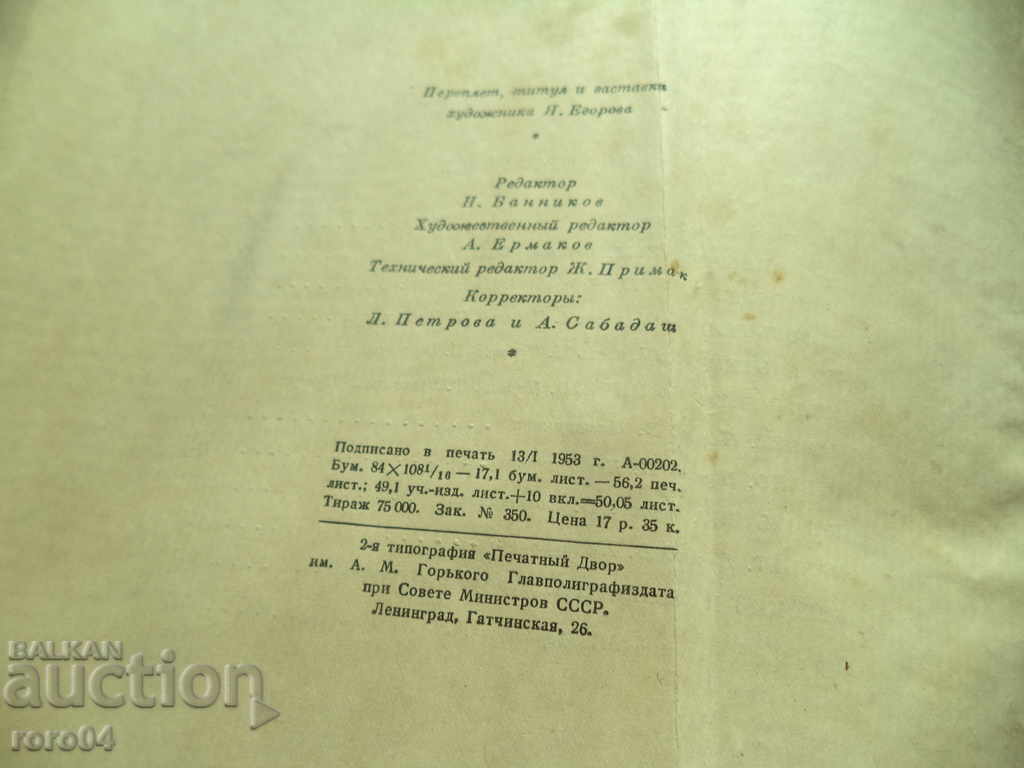 Переплет, титул и заставки
художника Я. Егорова
*
Редактор
Н. Банников
Художественный редактор
А. Ермаков
Технический редактор Ж. Примак
Корректоры:
Л. Петрова и А. Сабадаш
*
Подписано в печать 13/I 1953 г. А-00202.
Бум. 84×108¹/₁₆ — 17,1 бум. лист. — 56,2 печ.
лист.; 49,1 уч.-изд. лист.+10 вкл.=50,05 лист.
Тираж 75 000. Зак. № 350. Цена 17 р. 35 к.
2-я типография «Печатный Двор»
им. А. М. Горького Главполиграфиздата
при Совете Министров СССР.
Ленинград, Гатчинская, 26.
BALKAN
auction
roro04